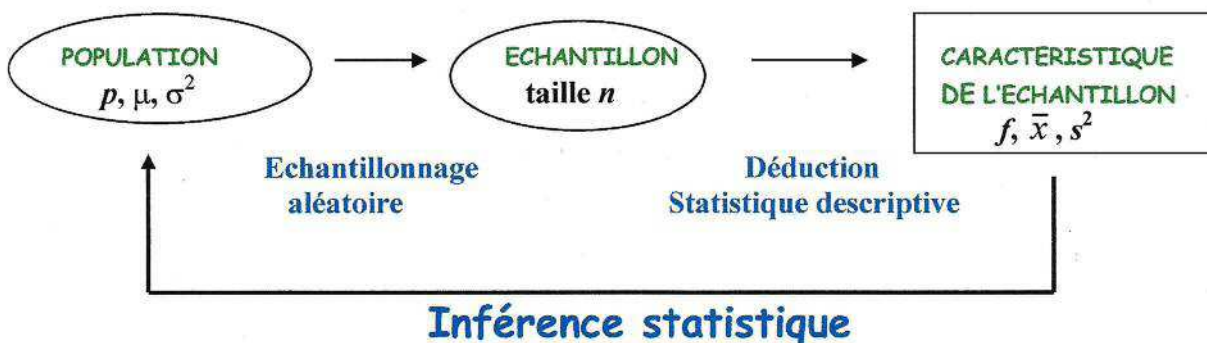 POPULATION
p, μ, σ²
ECHANTILLON
taille n
CARACTERISTIQUE
DE L'ECHANTILLON
f, x̄, s²
Echantillonnage
aléatoire
Déduction
Statistique descriptive
Inférence statistique